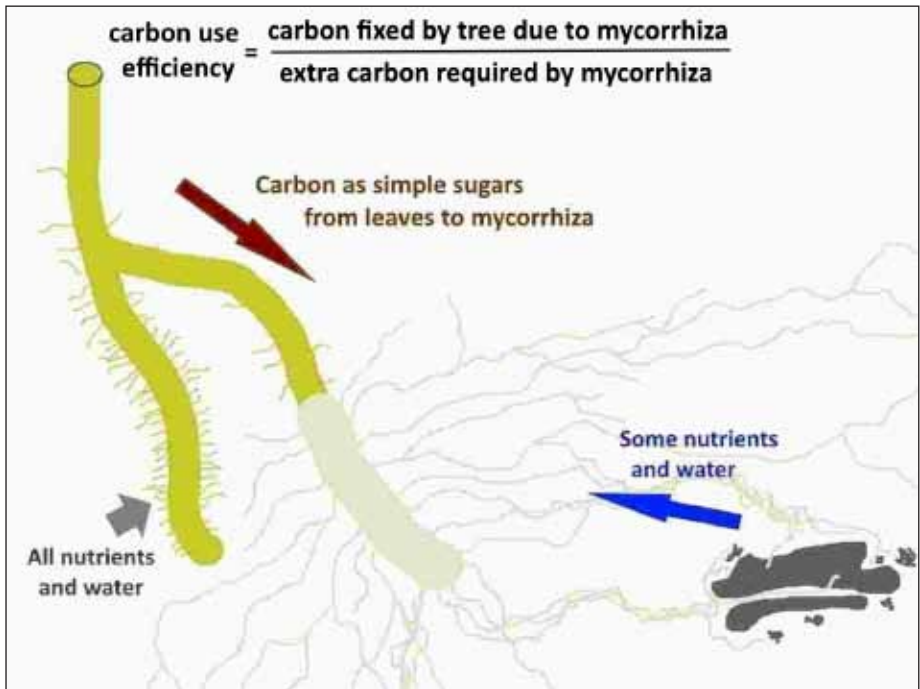 carbon use efficiency = carbon fixed by tree due to mycorrhiza
extra carbon required by mycorrhiza
Carbon as simple sugars
from leaves to mycorrhiza
Some nutrients
and water
All nutrients
and water